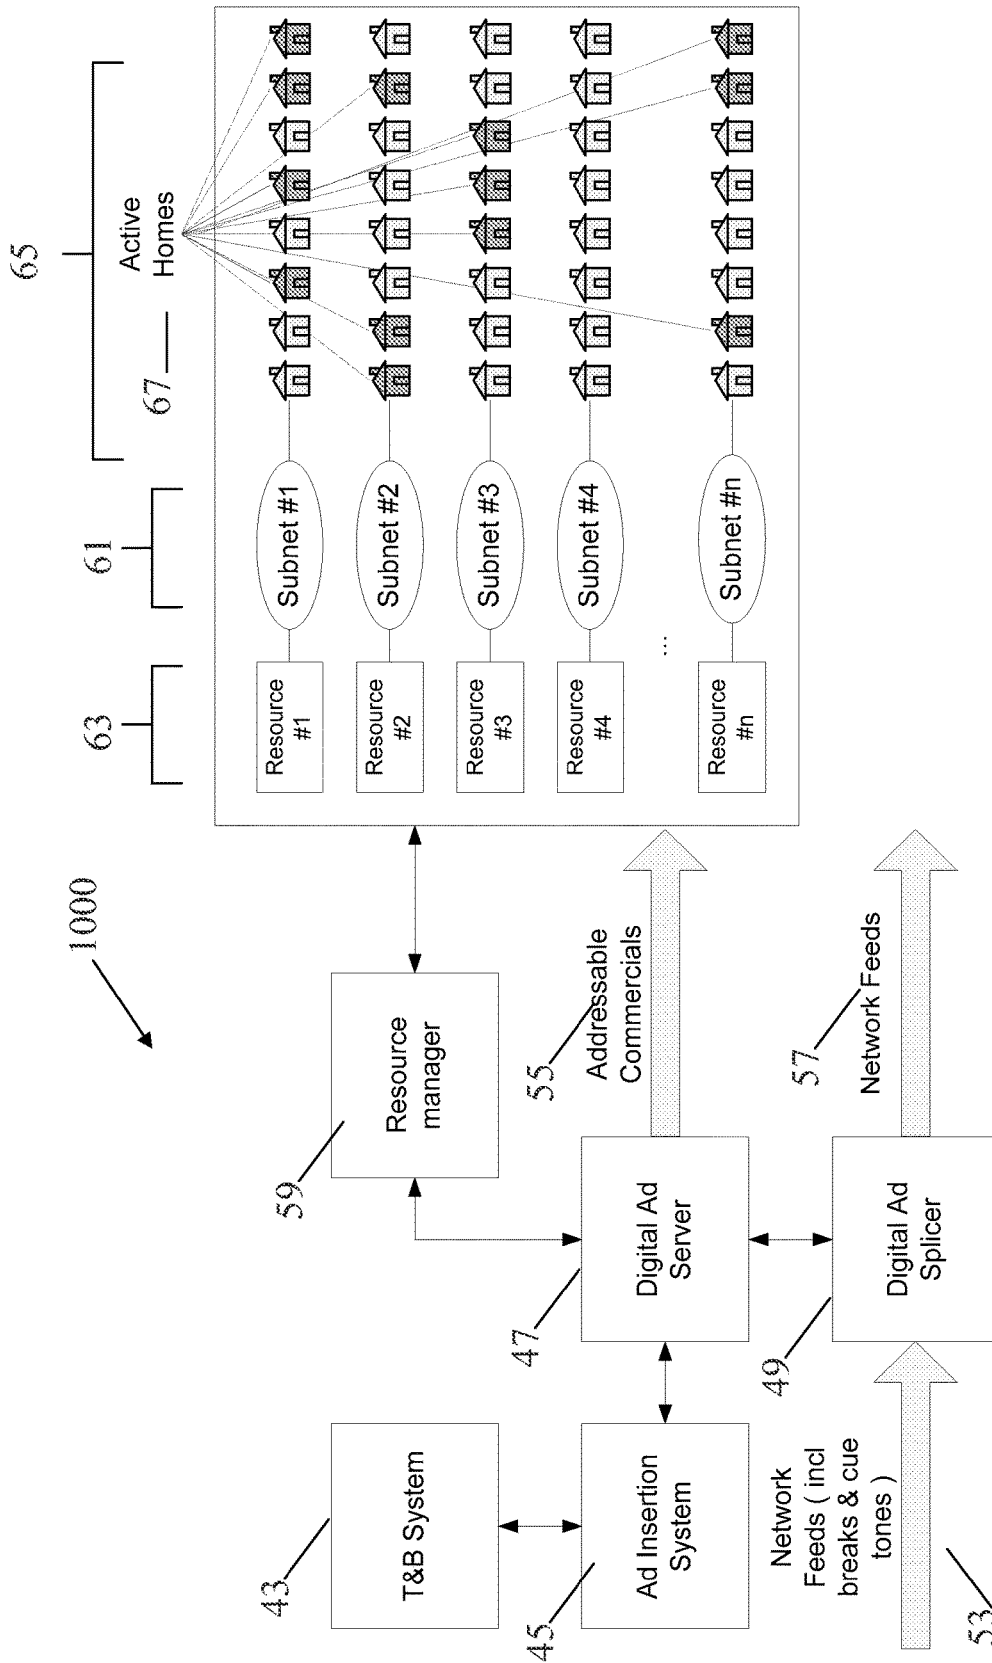 1000
43
T&B System
45
Ad Insertion
System
53
Network
Feeds ( incl
breaks & cue
tones )
47
Digital Ad
Server
49
Digital Ad
Splicer
59
Resource
manager
55
Addressable
Commercials
57
Network Feeds
63
61
65
67
Active
Homes
Resource
#1
Subnet #1
Resource
#2
Subnet #2
Resource
#3
Subnet #3
Resource
#4
Subnet #4
...
Resource
#n
Subnet #n